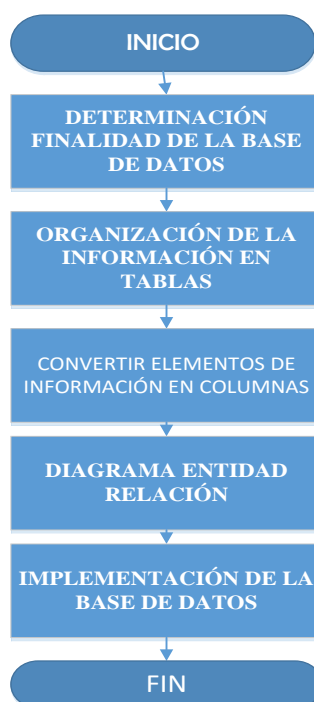 INICIO
DETERMINACIÓN
FINALIDAD DE LA BASE
DE DATOS
ORGANIZACIÓN DE LA
INFORMACIÓN EN
TABLAS
CONVERTIR ELEMENTOS DE
INFORMACIÓN EN COLUMNAS
DIAGRAMA ENTIDAD
RELACIÓN
IMPLEMENTACIÓN DE LA
BASE DE DATOS
FIN